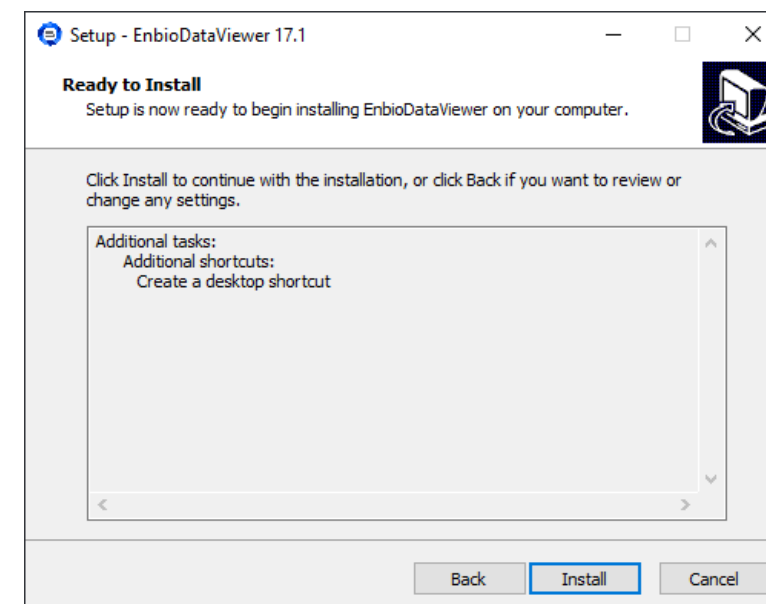 Setup - EnbioDataViewer 17.1
Ready to Install
Setup is now ready to begin installing EnbioDataViewer on your computer.
Click Install to continue with the installation, or click Back if you want to review or
change any settings.
Additional tasks:
Additional shortcuts:
Create a desktop shortcut
Back
Install
Cancel